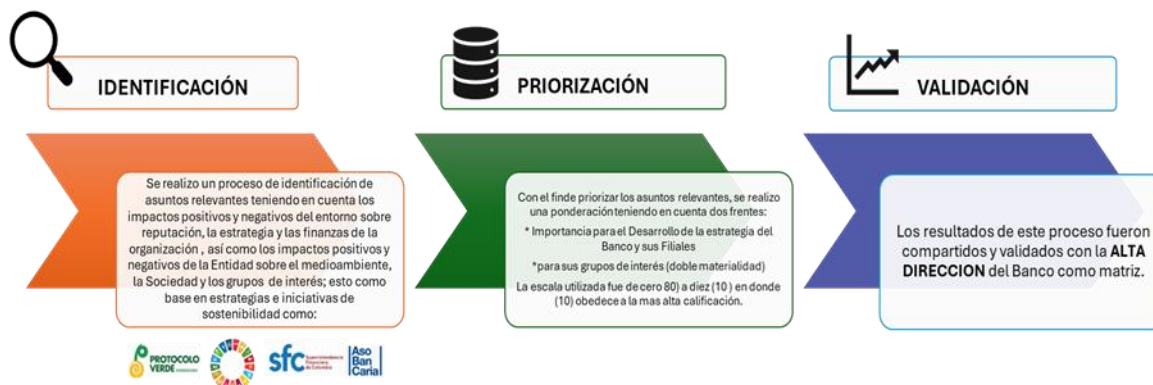 IDENTIFICACIÓN
Se realizo un proceso de identificación de
asuntos relevantes teniendo en cuenta los
impactos positivos y negativos del entorno sobre
reputación, la estrategia y las finanzas de la
organización , así como los impactos positivos y
negativos de la Entidad sobre el medioambiente,
la Sociedad y los grupos de interés; esto como
base en estrategias e iniciativas de
sostenibilidad como:
PROTOCOLO
VERDE
sfc Superintendencia
Financiera
de Colombia
Aso
Ban
Caria
PRIORIZACIÓN
Con el finde priorizar los asuntos relevantes, se realizo
una ponderación teniendo en cuenta dos frentes:
* Importancia para el Desarrollo de la estrategia del
Banco y sus Filiales
*para sus grupos de interés (doble materialidad)
La escala utilizada fue de cero 80) a diez (10 ) en donde
(10) obedece a la mas alta calificación.
VALIDACIÓN
Los resultados de este proceso fueron
compartidos y validados con la ALTA
DIRECCION del Banco como matriz.